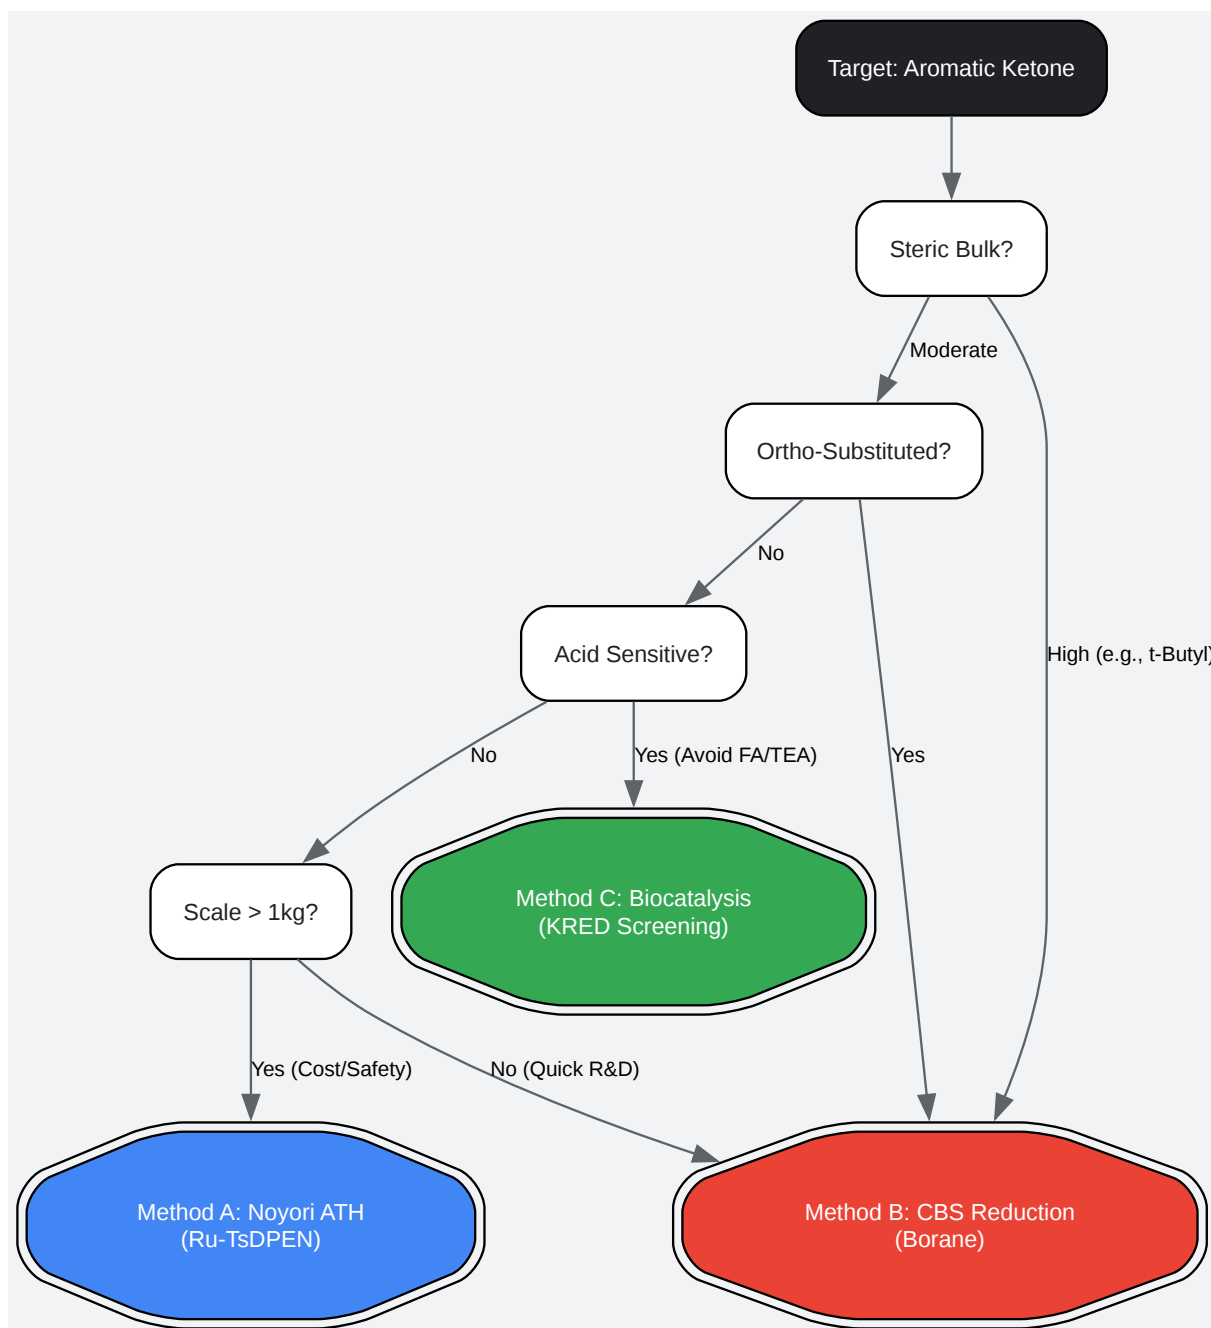 Target: Aromatic Ketone
Steric Bulk?
Moderate
Ortho-Substituted?
No
Acid Sensitive?
High (e.g., t-Butyl)
No
Yes (Avoid FA/TEA)
Yes
Method C: Biocatalysis
(KRED Screening)
Scale > 1kg?
Yes (Cost/Safety)
No (Quick R&D)
Method A: Noyori ATH
(Ru-TsDPEN)
Method B: CBS Reduction
(Borane)